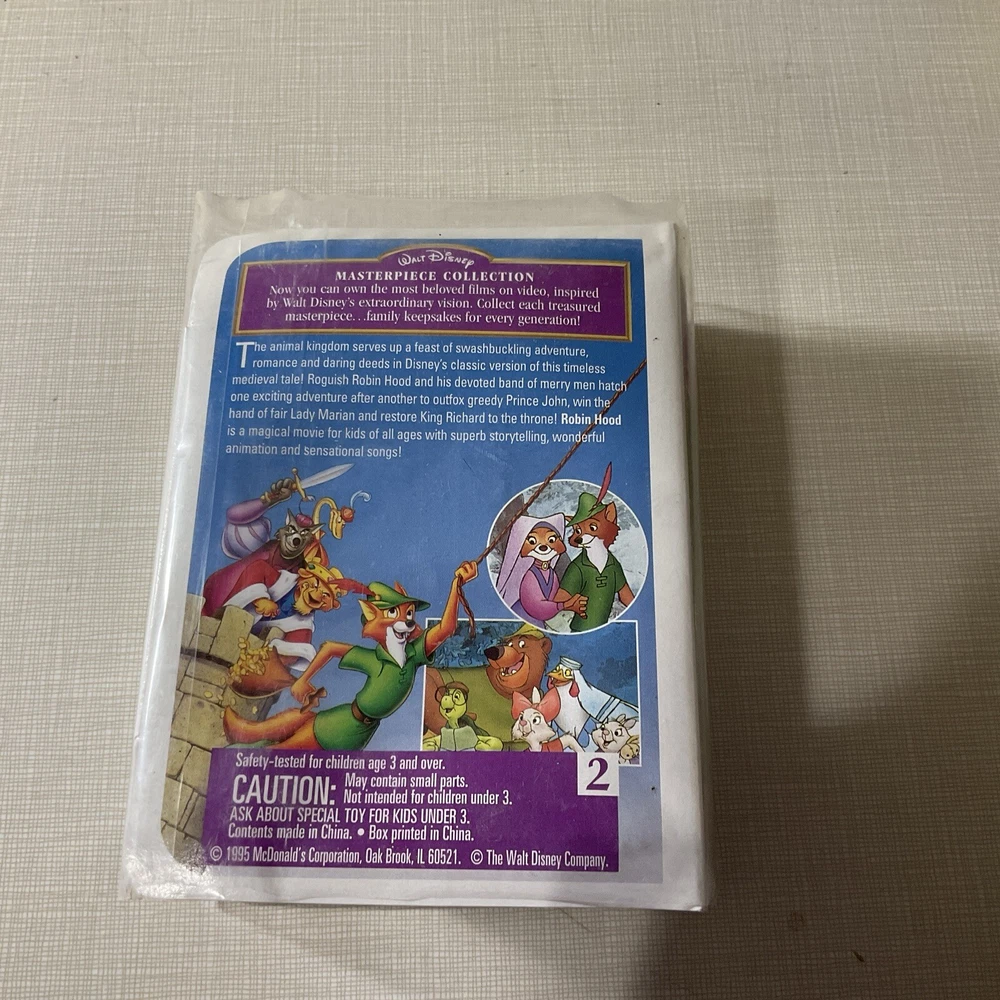 WALT DISNEY
MASTERPIECE COLLECTION
Now you can own the most beloved films on video, inspired
by Walt Disney's extraordinary vision. Collect each treasured
masterpiece...family keepsakes for every generation!
The animal kingdom serves up a feast of swashbuckling adventure,
romance and daring deeds in Disney's classic version of this timeless
medieval tale! Roguish Robin Hood and his devoted band of merry men hatch
one exciting adventure after another to outfox greedy Prince John, win the
hand of fair Lady Marian and restore King Richard to the throne! Robin Hood
is a magical movie for kids of all ages with superb storytelling, wonderful
animation and sensational songs!
Safety-tested for children age 3 and over.
CAUTION: May contain small parts.
Not intended for children under 3.
ASK ABOUT SPECIAL TOY FOR KIDS UNDER 3.
Contents made in China. • Box printed in China.
© 1995 McDonald's Corporation, Oak Brook, IL 60521. © The Walt Disney Company.
2